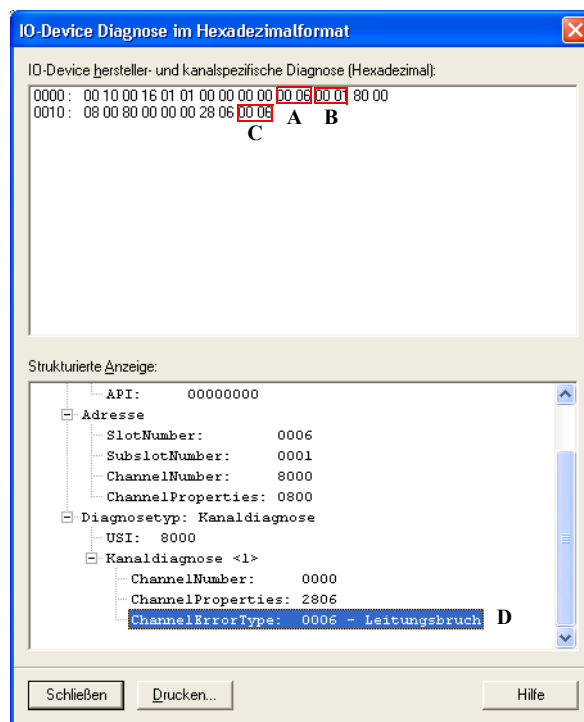 IO-Device Diagnose im Hexadezimalformat
IO-Device hersteller- und kanalspezifische Diagnose (Hexadezimal):
0000 : 00 10 00 16 01 01 00 00 00 00 00 06 00 01 80 00
0010 : 08 00 80 00 00 00 28 06 00 06 A B
C
Strukturierte Anzeige:
API: 00000000
Adresse
SlotNumber: 0006
SubslotNumber: 0001
ChannelNumber: 8000
ChannelProperties: 0800
Diagnosetyp: Kanaldiagnose
USI: 8000
Kanaldiagnose <1>
ChannelNumber: 0000
ChannelProperties: 2806
ChannelErrorType: 0006 - Leitungsbruch D
Schließen Drucken... Hilfe